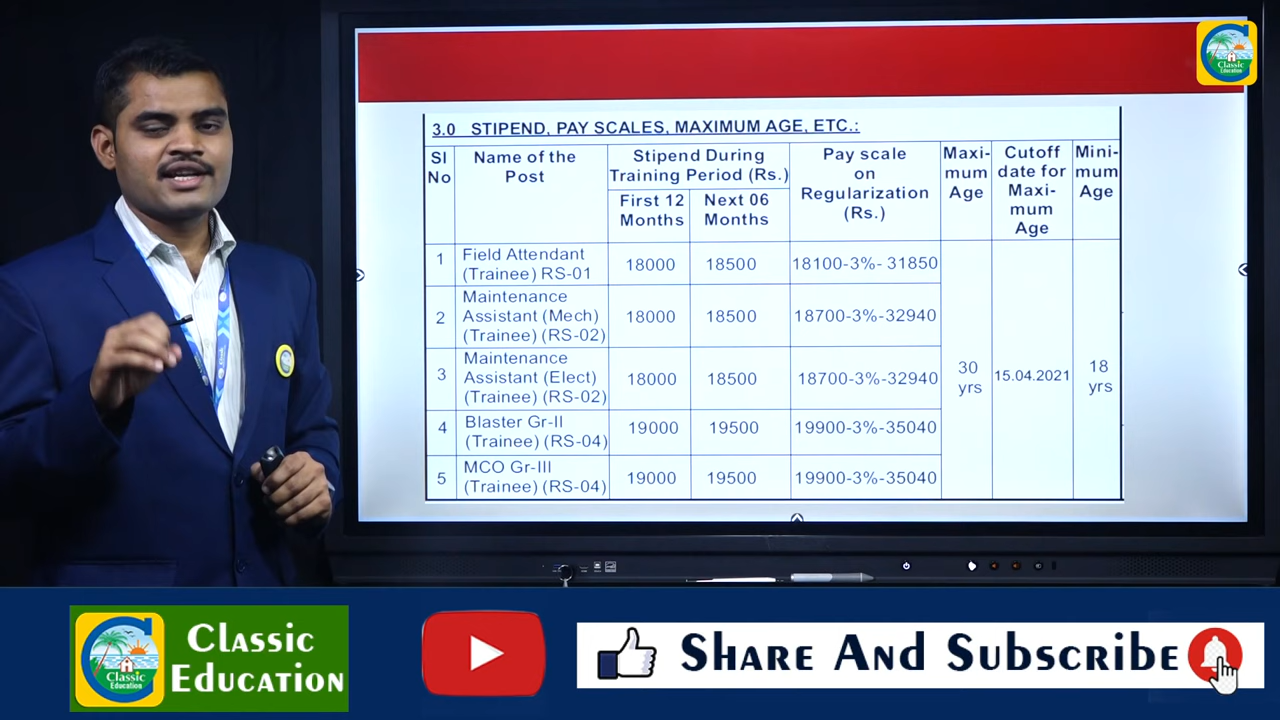 Classic
Education
3.0 STIPEND, PAY SCALES, MAXIMUM AGE, ETC.:
Sl No
Name of the Post
Stipend During Training Period (Rs.)
First 12 Months
Next 06 Months
Pay scale on Regularization (Rs.)
Maxi-mum Age
Cutoff date for Maxi-mum Age
Mini-mum Age
1 Field Attendant (Trainee) RS-01 18000 18500 18100-3%- 31850
2 Maintenance Assistant (Mech) (Trainee) (RS-02) 18000 18500 18700-3%-32940
3 Maintenance Assistant (Elect) (Trainee) (RS-02) 18000 18500 18700-3%-32940
4 Blaster Gr-II (Trainee) (RS-04) 19000 19500 19900-3%-35040
5 MCO Gr-III (Trainee) (RS-04) 19000 19500 19900-3%-35040
30 yrs
15.04.2021
18 yrs
Classic
Education
Classic
Education
Share And Subscribe